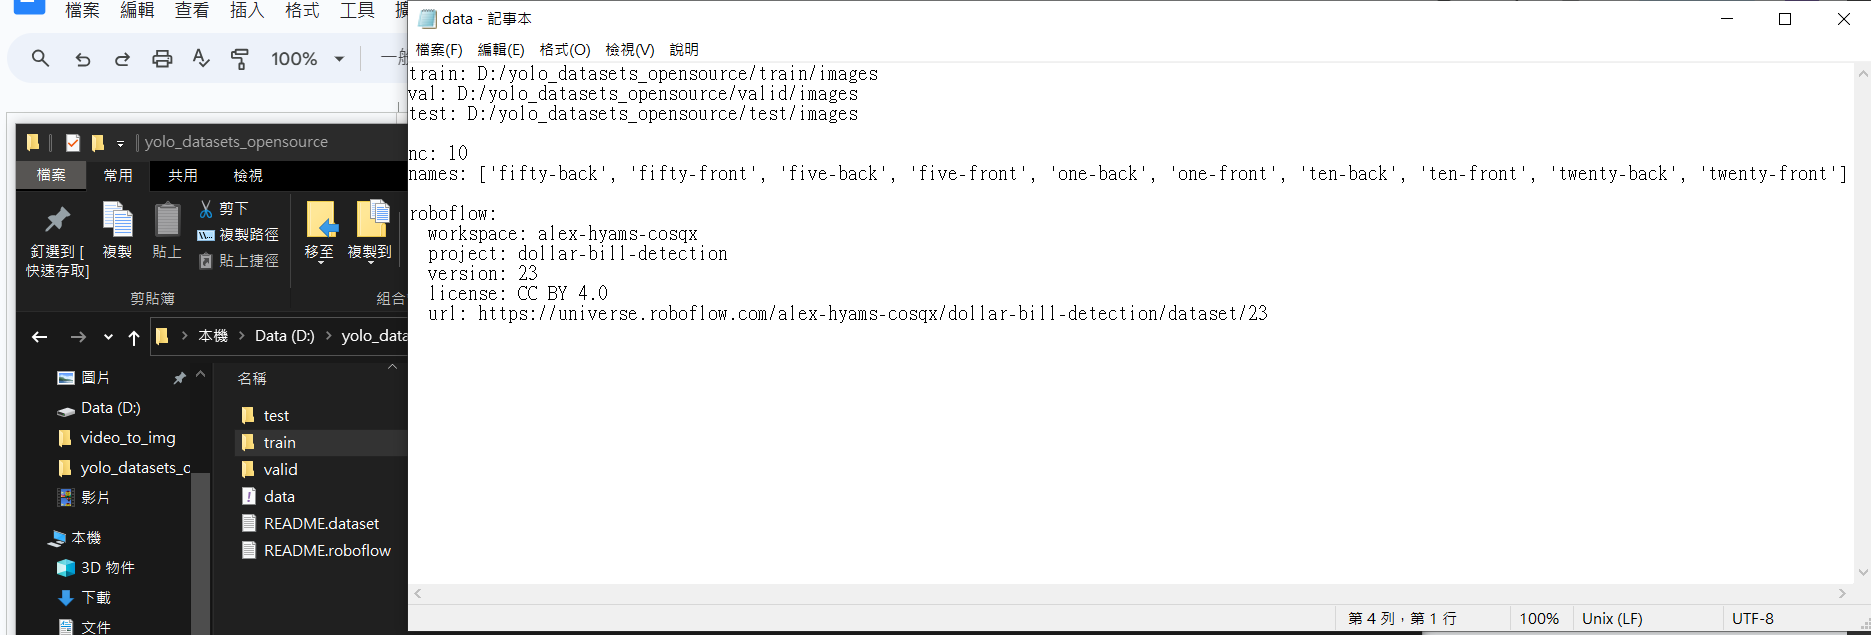 檔案 編輯 查看 插入 格式 工具
100%
yolo_datasets_opensource
檔案 常用 共用 檢視
剪下
複製路徑
貼上捷徑
釘選到 [
快速存取]
複製
貼上
移至
複製到
剪貼簿
組合
本機 > Data (D:) > yolo_data
圖片
Data (D:)
video_to_img
yolo_datasets_o
影片
本機
3D 物件
下載
文件
名稱
test
train
valid
data
README.dataset
README.roboflow
data - 記事本
檔案(F) 編輯(E) 格式(O) 檢視(V) 說明
train: D:/yolo_datasets_opensource/train/images
val: D:/yolo_datasets_opensource/valid/images
test: D:/yolo_datasets_opensource/test/images
nc: 10
names: ['fifty-back', 'fifty-front', 'five-back', 'five-front', 'one-back', 'one-front', 'ten-back', 'ten-front', 'twenty-back', 'twenty-front']
roboflow:
workspace: alex-hyams-cosqx
project: dollar-bill-detection
version: 23
license: CC BY 4.0
url: https://universe.roboflow.com/alex-hyams-cosqx/dollar-bill-detection/dataset/23
第 4 列，第 1 行 100% Unix (LF) UTF-8